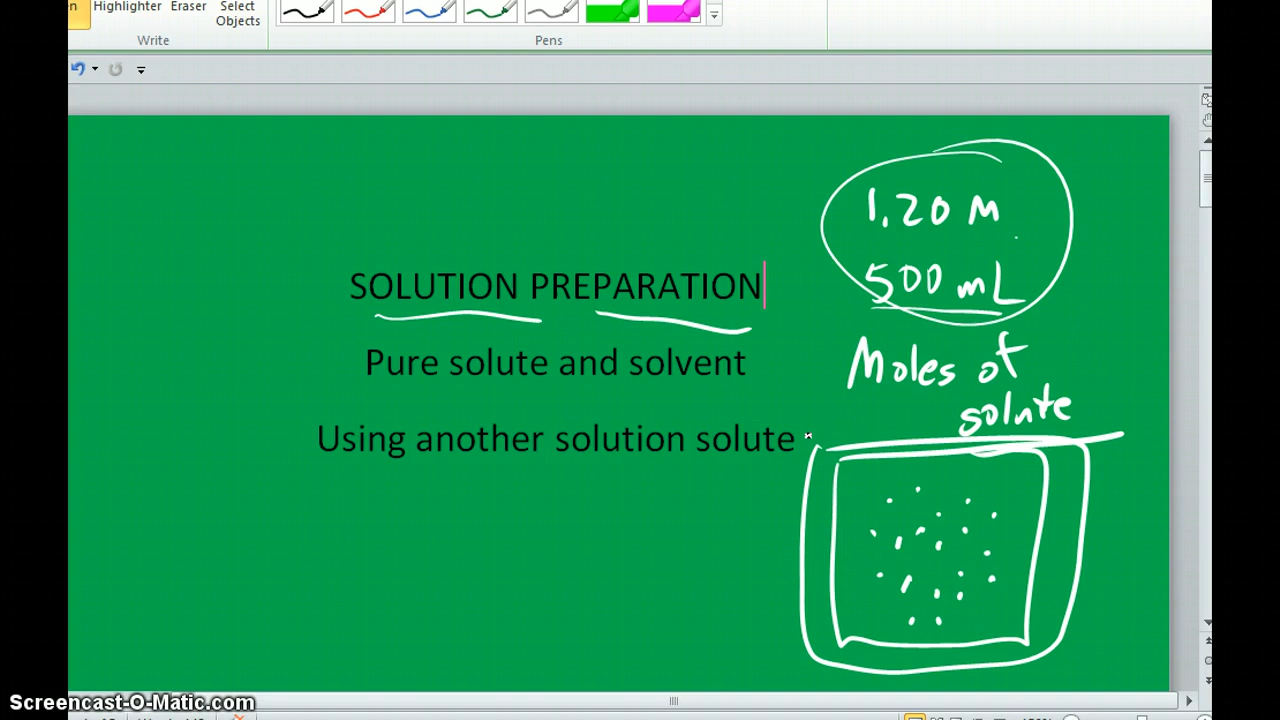 Highlighter Eraser Select
Objects
Write
Pens
1.20 M
500 mL
SOLUTION PREPARATION
Pure solute and solvent
Using another solution solute
Moles of
solute
Screencast-O-Matic.com